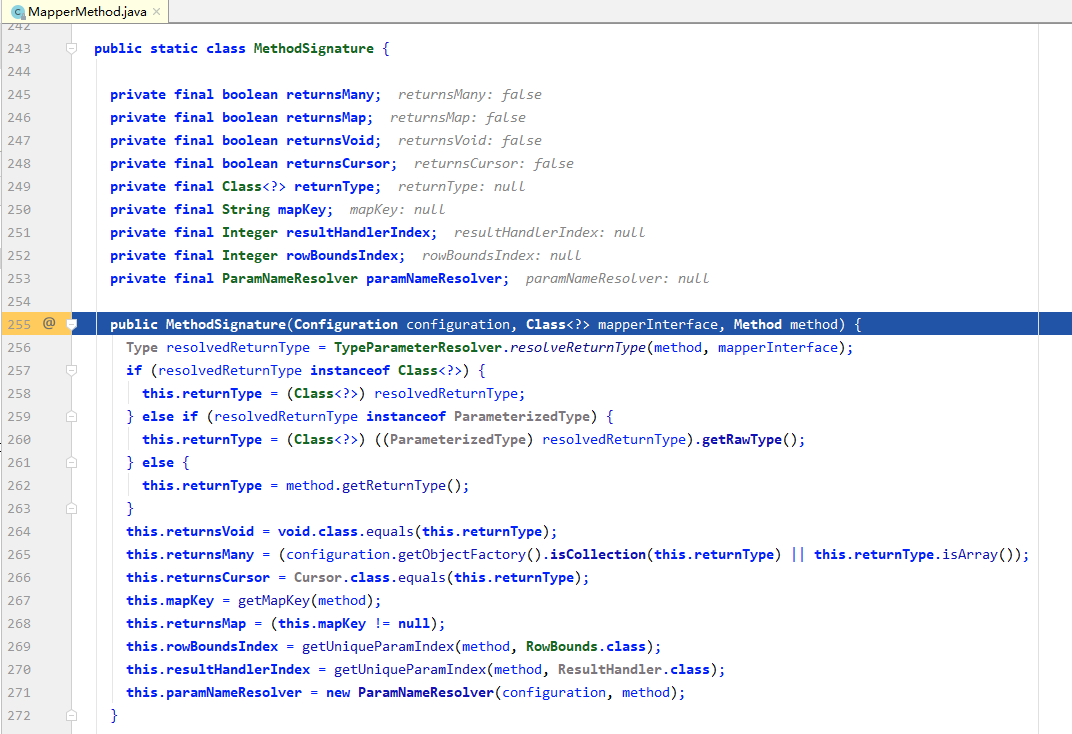 MapperMethod.java
242
243 public static class MethodSignature {
244
245 private final boolean returnsMany; returnsMany: false
246 private final boolean returnsMap; returnsMap: false
247 private final boolean returnsVoid; returnsVoid: false
248 private final boolean returnsCursor; returnsCursor: false
249 private final Class<?> returnType; returnType: null
250 private final String mapKey; mapKey: null
251 private final Integer resultHandlerIndex; resultHandlerIndex: null
252 private final Integer rowBoundsIndex; rowBoundsIndex: null
253 private final ParamNameResolver paramNameResolver; paramNameResolver: null
254
255 @ public MethodSignature(Configuration configuration, Class<?> mapperInterface, Method method) {
256 Type resolvedReturnType = TypeParameterResolver.resolveReturnType(method, mapperInterface);
257 if (resolvedReturnType instanceof Class<?>) {
258 this.returnType = (Class<?>) resolvedReturnType;
259 } else if (resolvedReturnType instanceof ParameterizedType) {
260 this.returnType = (Class<?>) ((ParameterizedType) resolvedReturnType).getRawType();
261 } else {
262 this.returnType = method.getReturnType();
263 }
264 this.returnsVoid = void.class.equals(this.returnType);
265 this.returnsMany = (configuration.getObjectFactory().isCollection(this.returnType) || this.returnType.isArray());
266 this.returnsCursor = Cursor.class.equals(this.returnType);
267 this.mapKey = getMapKey(method);
268 this.returnsMap = (this.mapKey != null);
269 this.rowBoundsIndex = getUniqueParamIndex(method, RowBounds.class);
270 this.resultHandlerIndex = getUniqueParamIndex(method, ResultHandler.class);
271 this.paramNameResolver = new ParamNameResolver(configuration, method);
272 }